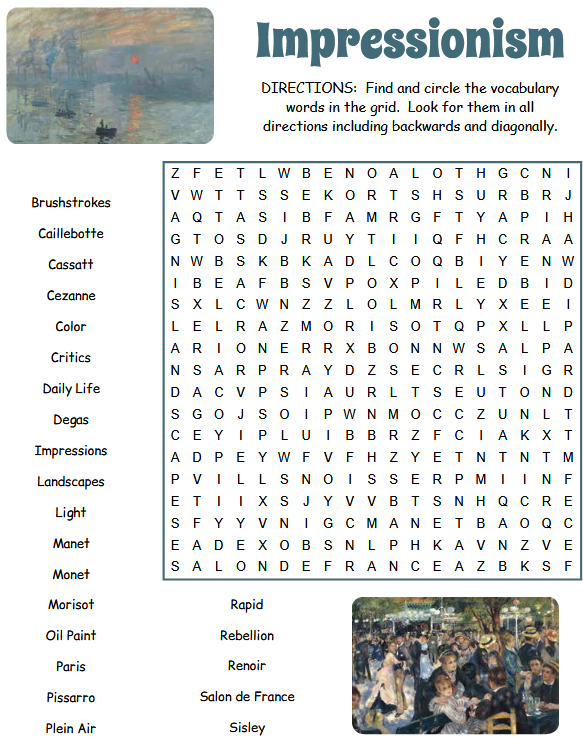 Impressionism
DIRECTIONS: Find and circle the vocabulary
words in the grid. Look for them in all
directions including backwards and diagonally.
Z F E T L W B E N O A L O T H G C N I
V W T T S S E K O R T S H S U R B R J
A Q T A S I B F A M R G F T Y A P I H
G T O S D J R U Y T I I Q F H C R A A
N W B S K B K A D L C O Q B I Y E N W
I B E A F B S V P O X P I L E D B I D
S X L C W N Z Z L O L M R L Y X E E I
L E L R A Z M O R I S O T Q P X L L P
A R I O N E R R X B O N N W S A L P A
N S A R P R A Y D Z S E C R L S I G R
D A C V P S I A U R L T S E U T O N D
S G O J S O I P W N M O C C Z U N L T
C E Y I P L U I B B R Z F C I A K X T
A D P E Y W F V F H Z Y E T N T N T M
P V I L L S N O I S S E R P M I I N F
E T I I X S J Y V V B T S N H Q C R E
S F Y Y V N I G C M A N E T B A O Q C
E A D E X O B S N L P H K A V N Z V E
S A L O N D E F R A N C E A Z B K S F
Brushstrokes
Caillebotte
Cassatt
Cezanne
Color
Critics
Daily Life
Degas
Impressions
Landscapes
Light
Manet
Monet
Morisot
Oil Paint
Paris
Pissarro
Plein Air
Rapid
Rebellion
Renoir
Salon de France
Sisley